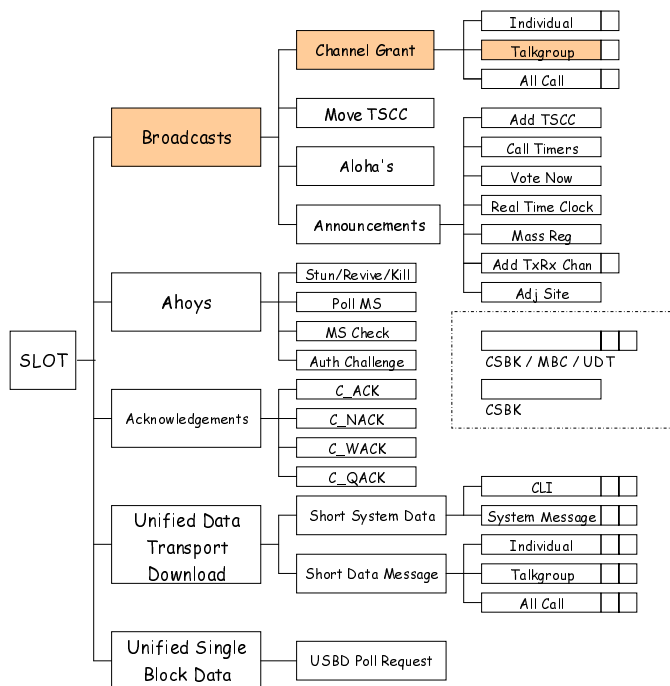 Individual
Channel Grant
Talkgroup
All Call
Move TSCC
Broadcasts
Aloha's
Announcements
Add TSCC
Call Timers
Vote Now
Real Time Clock
Mass Reg
Add TxRx Chan
Adj Site
Ahoys
Stun/Revive/Kill
Poll MS
MS Check
Auth Challenge
SLOT
CSBK / MBC / UDT
CSBK
Acknowledgements
C_ACK
C_NACK
C_WACK
C_QACK
Unified Data
Transport
Download
Short System Data
CLI
System Message
Short Data Message
Individual
Talkgroup
All Call
Unified Single
Block Data
USBD Poll Request